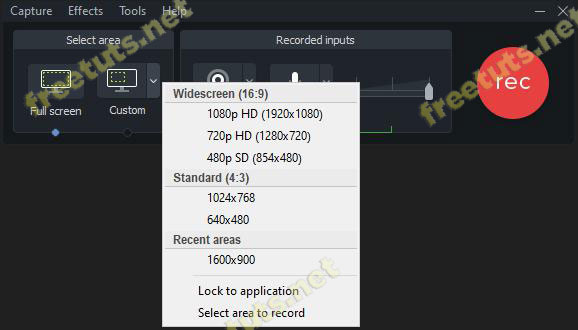 Capture Effects Tools Help
Select area
Recorded inputs
Full screen
Custom
rec
Widescreen (16:9)
1080p HD (1920x1080)
720p HD (1280x720)
480p SD (854x480)
Standard (4:3)
1024x768
640x480
Recent areas
1600x900
Lock to application
Select area to record
freetuts.net
freetuts.net
freetuts.net
freetuts.net